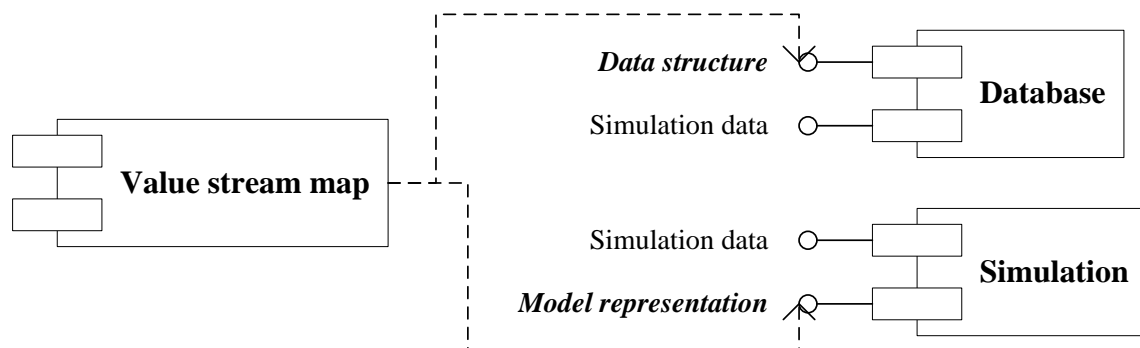 Data structure
Database
Simulation data
Value stream map
Simulation data
Simulation
Model representation